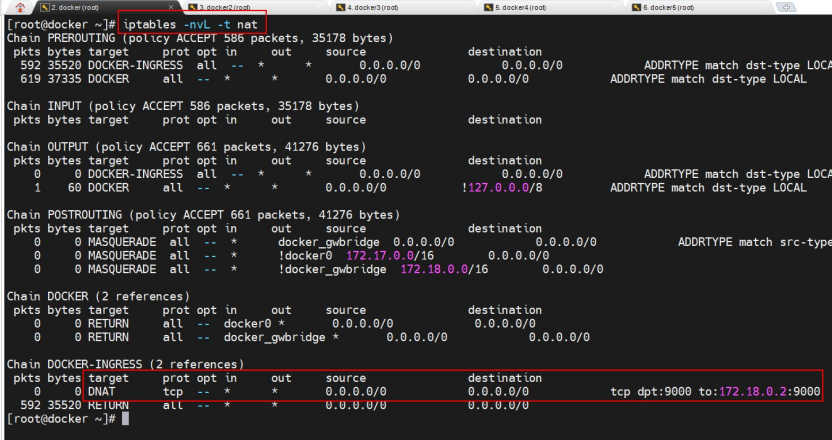 2. docker (root) 3. docker2 (root) 4. docker3 (root) 5. docker4 (root) 6. docker5 (root)
[root@docker ~]# iptables -nvL -t nat
Chain PREROUTING (policy ACCEPT 586 packets, 35178 bytes)
pkts bytes target prot opt in out source destination
592 35520 DOCKER-INGRESS all -- * * 0.0.0.0/0 0.0.0.0/0 ADDRTYPE match dst-type LOCA
619 37335 DOCKER all -- * * 0.0.0.0/0 0.0.0.0/0 ADDRTYPE match dst-type LOCAL
Chain INPUT (policy ACCEPT 586 packets, 35178 bytes)
pkts bytes target prot opt in out source destination
Chain OUTPUT (policy ACCEPT 661 packets, 41276 bytes)
pkts bytes target prot opt in out source destination
0 0 DOCKER-INGRESS all -- * * 0.0.0.0/0 0.0.0.0/0 ADDRTYPE match dst-type LOCA
1 60 DOCKER all -- * * 0.0.0.0/0 !127.0.0.0/8 ADDRTYPE match dst-type LOCAL
Chain POSTROUTING (policy ACCEPT 661 packets, 41276 bytes)
pkts bytes target prot opt in out source destination
0 0 MASQUERADE all -- * docker_gwbridge 0.0.0.0/0 0.0.0.0/0 ADDRTYPE match src-type
0 0 MASQUERADE all -- * !docker0 172.17.0.0/16 0.0.0.0/0
0 0 MASQUERADE all -- * !docker_gwbridge 172.18.0.0/16 0.0.0.0/0
Chain DOCKER (2 references)
pkts bytes target prot opt in out source destination
0 0 RETURN all -- docker0 * 0.0.0.0/0 0.0.0.0/0
0 0 RETURN all -- docker_gwbridge * 0.0.0.0/0 0.0.0.0/0
Chain DOCKER-INGRESS (2 references)
pkts bytes target prot opt in out source destination
0 0 DNAT tcp -- * * 0.0.0.0/0 0.0.0.0/0 tcp dpt:9000 to:172.18.0.2:9000
592 35520 RETURN all -- * * 0.0.0.0/0 0.0.0.0/0
[root@docker ~]#